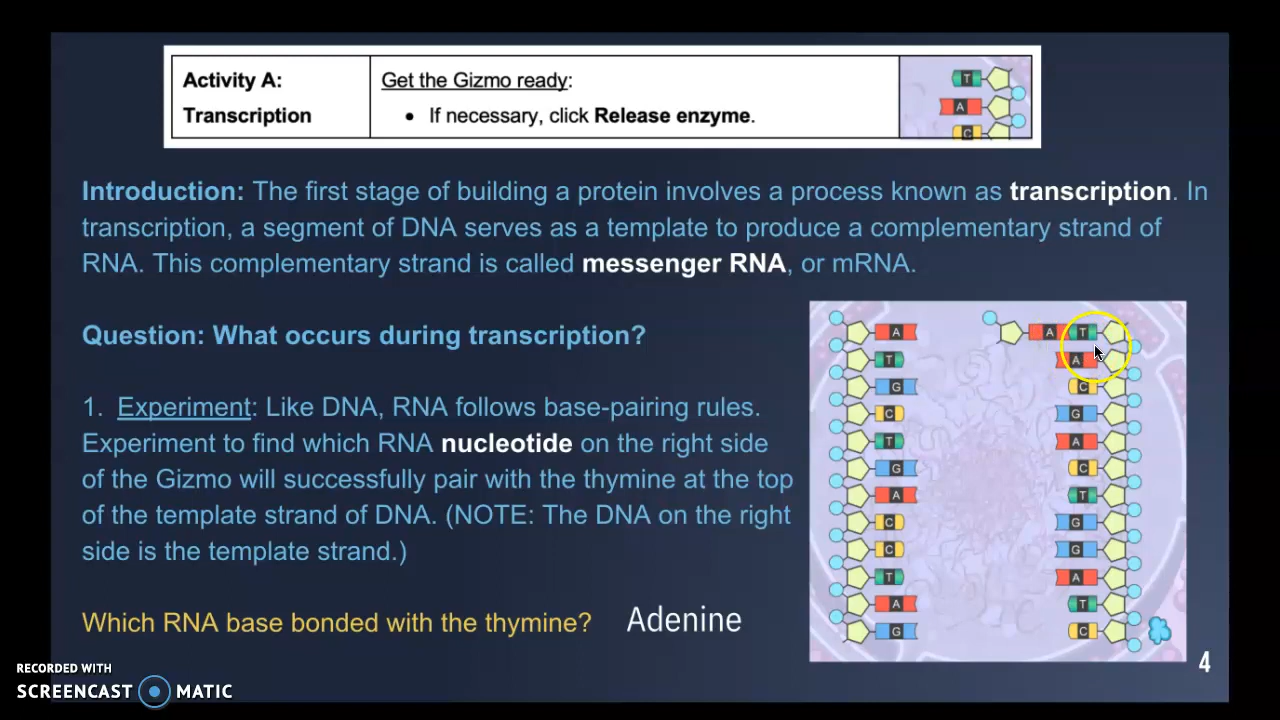 Activity A:
Transcription
Get the Gizmo ready:
• If necessary, click Release enzyme.
T
A
C
Introduction: The first stage of building a protein involves a process known as transcription. In
transcription, a segment of DNA serves as a template to produce a complementary strand of
RNA. This complementary strand is called messenger RNA, or mRNA.
Question: What occurs during transcription?
1. Experiment: Like DNA, RNA follows base-pairing rules.
Experiment to find which RNA nucleotide on the right side
of the Gizmo will successfully pair with the thymine at the top
of the template strand of DNA. (NOTE: The DNA on the right
side is the template strand.)
Which RNA base bonded with the thymine? Adenine
A A T
T A
G C
C G
T A
G C
A T
C G
C G
T A
A T
G C
4
RECORDED WITH
SCREENCAST MATIC